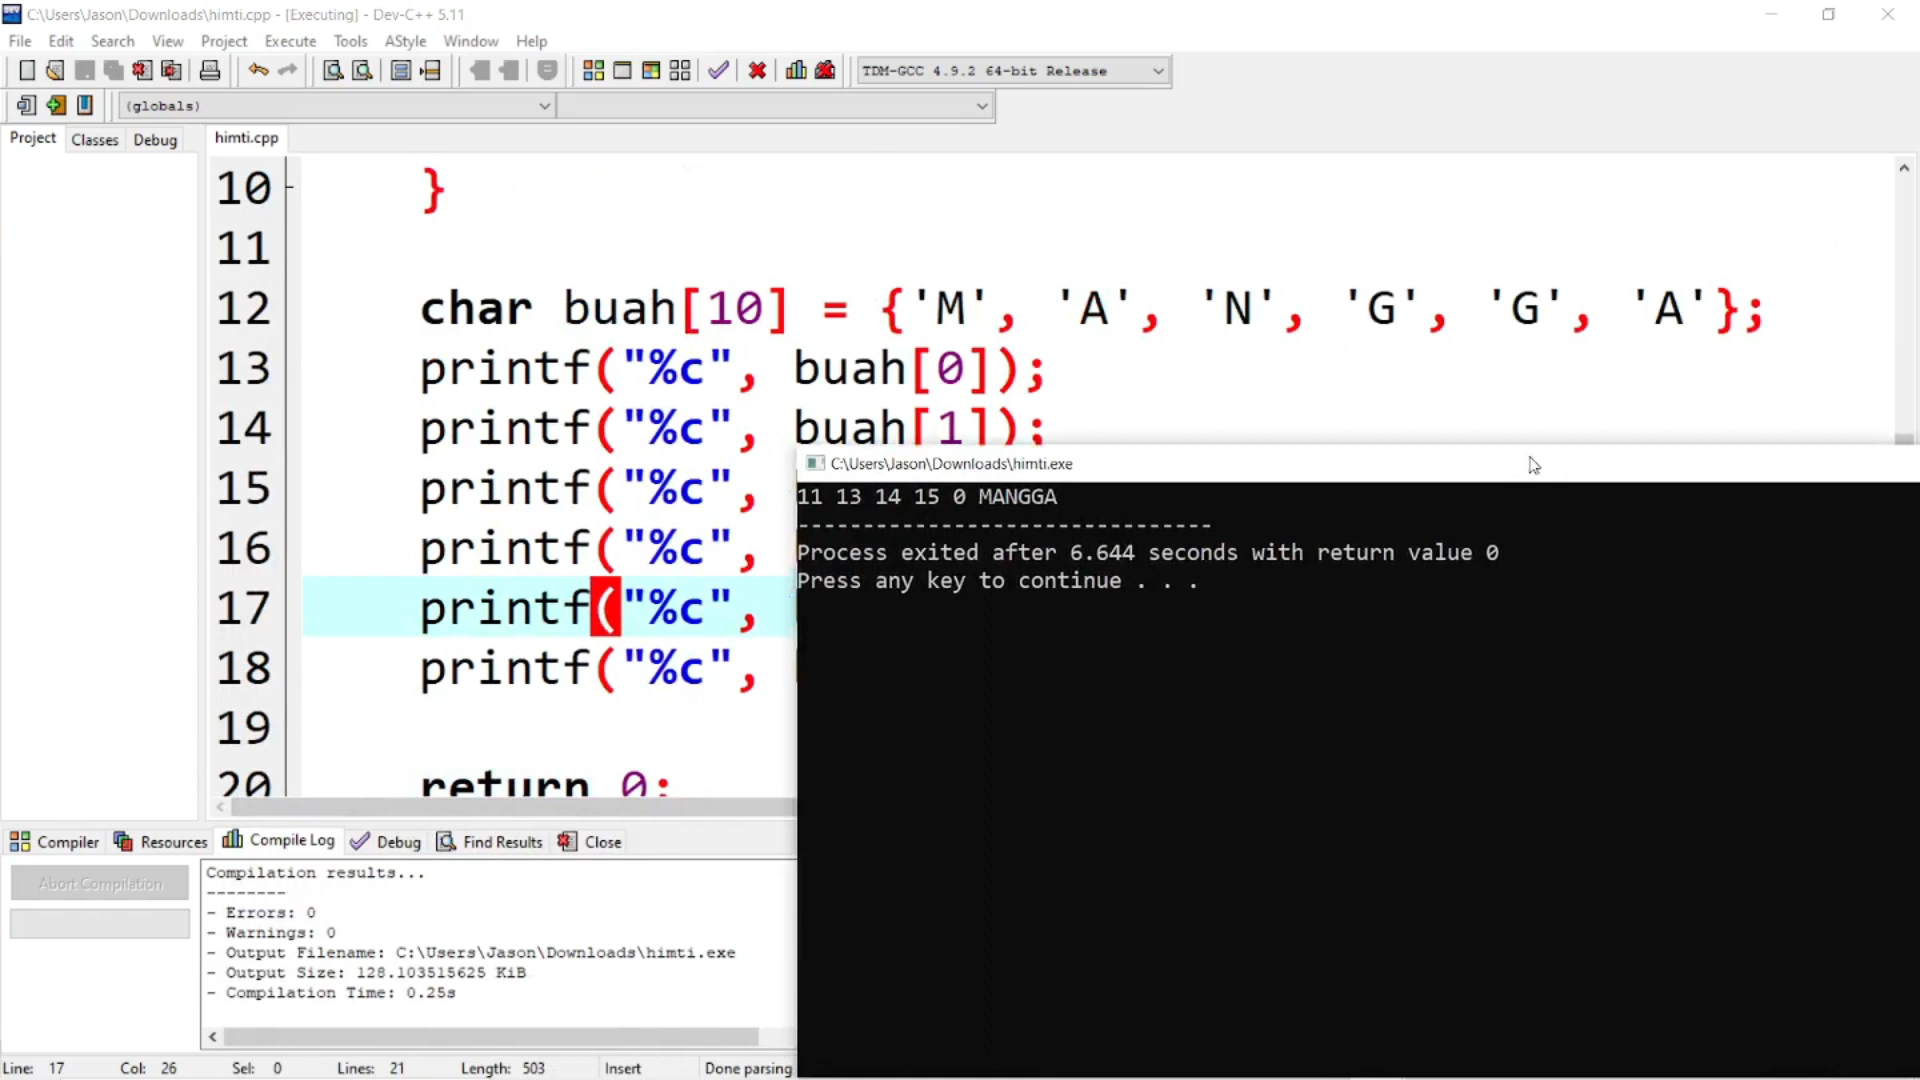 C:\Users\Jason\Downloads\himti.cpp - [Executing] - Dev-C++ 5.11
File Edit Search View Project Execute Tools AStyle Window Help
TDM-GCC 4.9.2 64-bit Release
(globals)
Project Classes Debug himti.cpp
10 }
11
12 char buah[10] = {'M', 'A', 'N', 'G', 'G', 'A'};
13 printf("%c", buah[0]);
14 printf("%c", buah[1]);
15 printf("%c",
16 printf("%c",
17 printf("%c",
18 printf("%c",
19
20 return 0;
C:\Users\Jason\Downloads\himti.exe
11 13 14 15 0 MANGGA
--------------------------------
Process exited after 6.644 seconds with return value 0
Press any key to continue . . .
Compiler Resources Compile Log Debug Find Results Close
Abort Compilation
Compilation results...
--------
- Errors: 0
- Warnings: 0
- Output Filename: C:\Users\Jason\Downloads\himti.exe
- Output Size: 128.103515625 KiB
- Compilation Time: 0.25s
Line: 17 Col: 26 Sel: 0 Lines: 21 Length: 503 Insert Done parsing